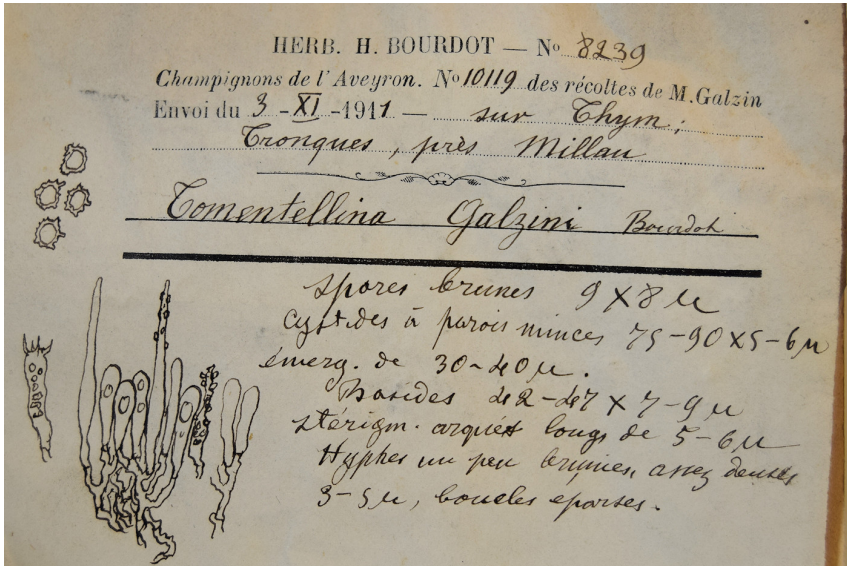 HERB. H. BOURDOT — No 8239
Champignons de l'Aveyron. No 10119 des récoltes de M. Galzin
Envoi du 3 - XI - 1911 — sur Thym;
Tronques, près Millau
Tomentellina Galzini Bourdot
Spores brunes 9 × 8 µ
cystides à parois minces 75-90 × 5-6 µ
émerg. de 30-40 µ.
Basides 42-47 × 7-9 µ
stérigm. arqués longs de 5-6 µ
Hyphes un peu brunies, assez denses
3-5 µ, boucles eparses.